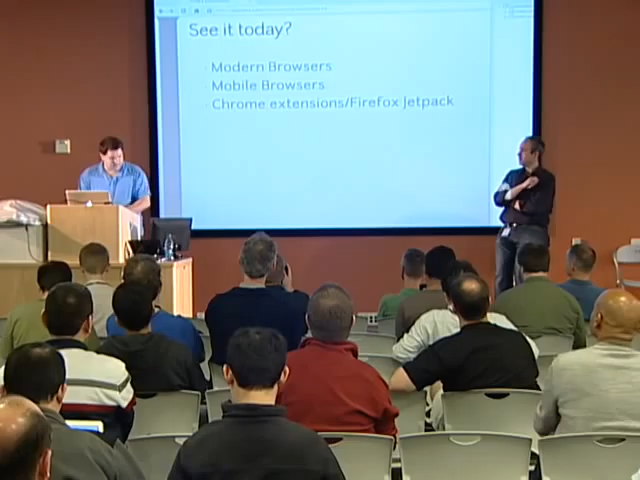 See it today?
Modern Browsers
Mobile Browsers
Chrome extensions/Firefox Jetpack